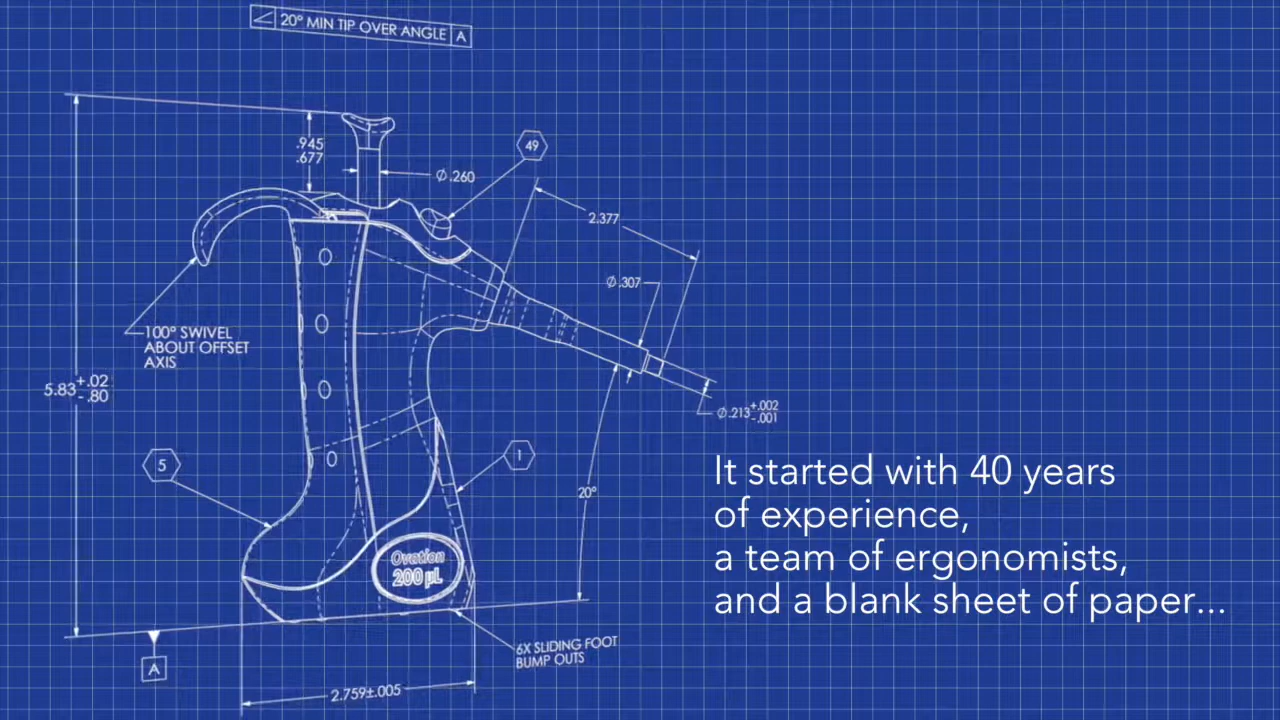 20° MIN TIP OVER ANGLE A
.945
.677
49
Ø.260
2.377
Ø.307
100° SWIVEL
ABOUT OFFSET
AXIS
5.83 +.02
-.80
Ø.213 +.002
-.001
5
1
20°
It started with 40 years
of experience,
a team of ergonomists,
and a blank sheet of paper...
Ovation
200 µL
6X SLIDING FOOT
BUMP OUTS
A
2.759±.005